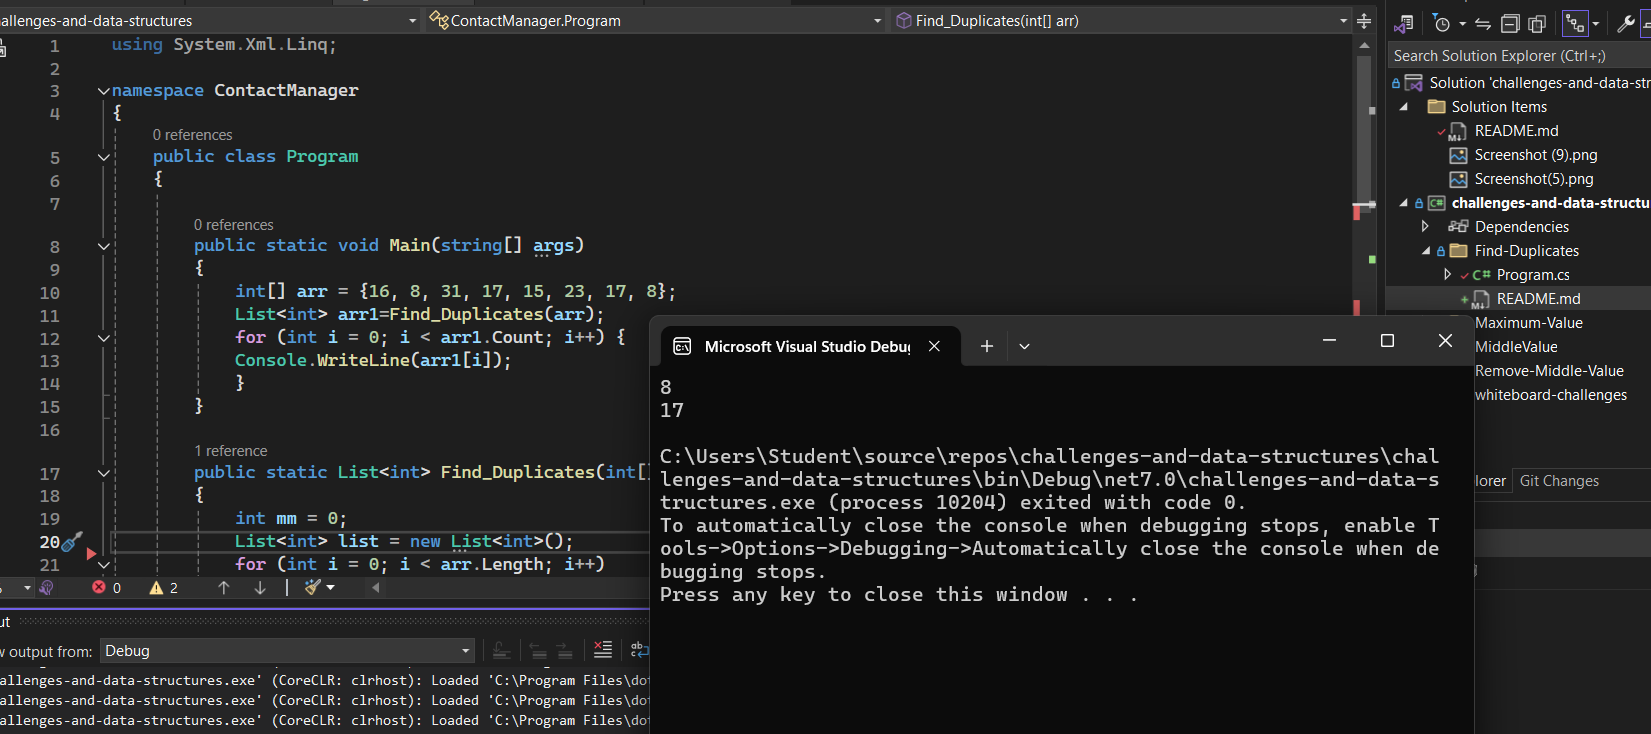 allenges-and-data-structures
ContactManager.Program
Find_Duplicates(int[] arr)
1 using System.Xml.Linq;
2
3 namespace ContactManager
4 {
0 references
5 public class Program
6 {
7
0 references
8 public static void Main(string[] args)
9 {
10 int[] arr = {16, 8, 31, 17, 15, 23, 17, 8};
11 List<int> arr1=Find_Duplicates(arr);
12 for (int i = 0; i < arr1.Count; i++) {
13 Console.WriteLine(arr1[i]);
14 }
15 }
16
1 reference
17 public static List<int> Find_Duplicates(int[]
18 {
19 int mm = 0;
20 List<int> list = new List<int>();
21 for (int i = 0; i < arr.Length; i++)
0
2
ut
w output from:
Debug
allenges-and-data-structures.exe' (CoreCLR: clrhost): Loaded 'C:\Program Files\do
allenges-and-data-structures.exe' (CoreCLR: clrhost): Loaded 'C:\Program Files\do
allenges-and-data-structures.exe' (CoreCLR: clrhost): Loaded 'C:\Program Files\do
Microsoft Visual Studio Debug
8
17
C:\Users\Student\source\repos\challenges-and-data-structures\chal
lenges-and-data-structures\bin\Debug\net7.0\challenges-and-data-s
tructures.exe (process 10204) exited with code 0.
To automatically close the console when debugging stops, enable T
ools->Options->Debugging->Automatically close the console when de
bugging stops.
Press any key to close this window . . .
Search Solution Explorer (Ctrl+;)
Solution 'challenges-and-data-str
Solution Items
README.md
Screenshot (9).png
Screenshot(5).png
challenges-and-data-structu
Dependencies
Find-Duplicates
C# Program.cs
README.md
Maximum-Value
MiddleValue
Remove-Middle-Value
whiteboard-challenges
lorer
Git Changes